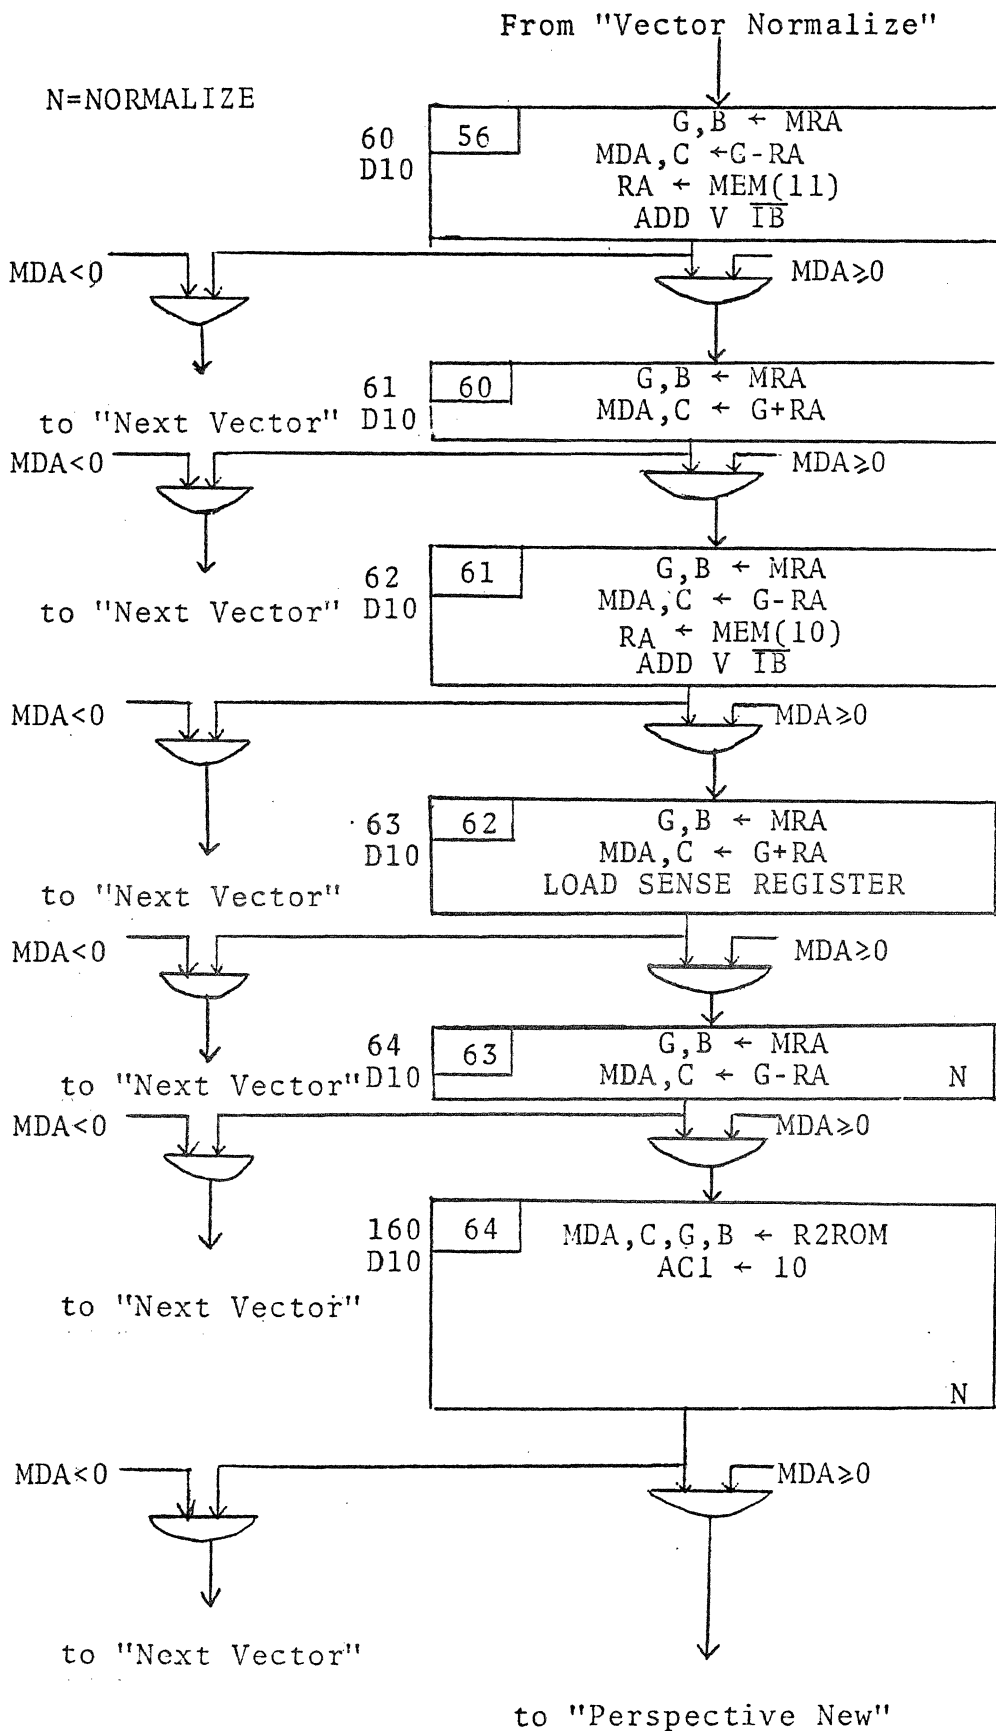 From "Vector Normalize"
N=NORMALIZE
60
D10
56
G,B ← MRA
MDA,C ←G-RA
RA ← MEM(11)
ADD V I̅B̅
MDA<0
MDA≥0
to "Next Vector"
61
D10
60
G,B ← MRA
MDA,C ← G+RA
MDA<0
MDA≥0
to "Next Vector"
62
D10
61
G,B ← MRA
MDA,C ← G-RA
RA ← MEM(10)
ADD V I̅B̅
MDA<0
MDA≥0
to "Next Vector"
63
D10
62
G,B ← MRA
MDA,C ← G+RA
LOAD SENSE REGISTER
MDA<0
MDA≥0
to "Next Vector"
64
D10
63
G,B ← MRA
MDA,C ← G-RA N
MDA<0
MDA≥0
to "Next Vector"
160
D10
64
MDA,C,G,B ← R2ROM
AC1 ← 10
N
MDA<0
MDA≥0
to "Next Vector"
to "Perspective New"